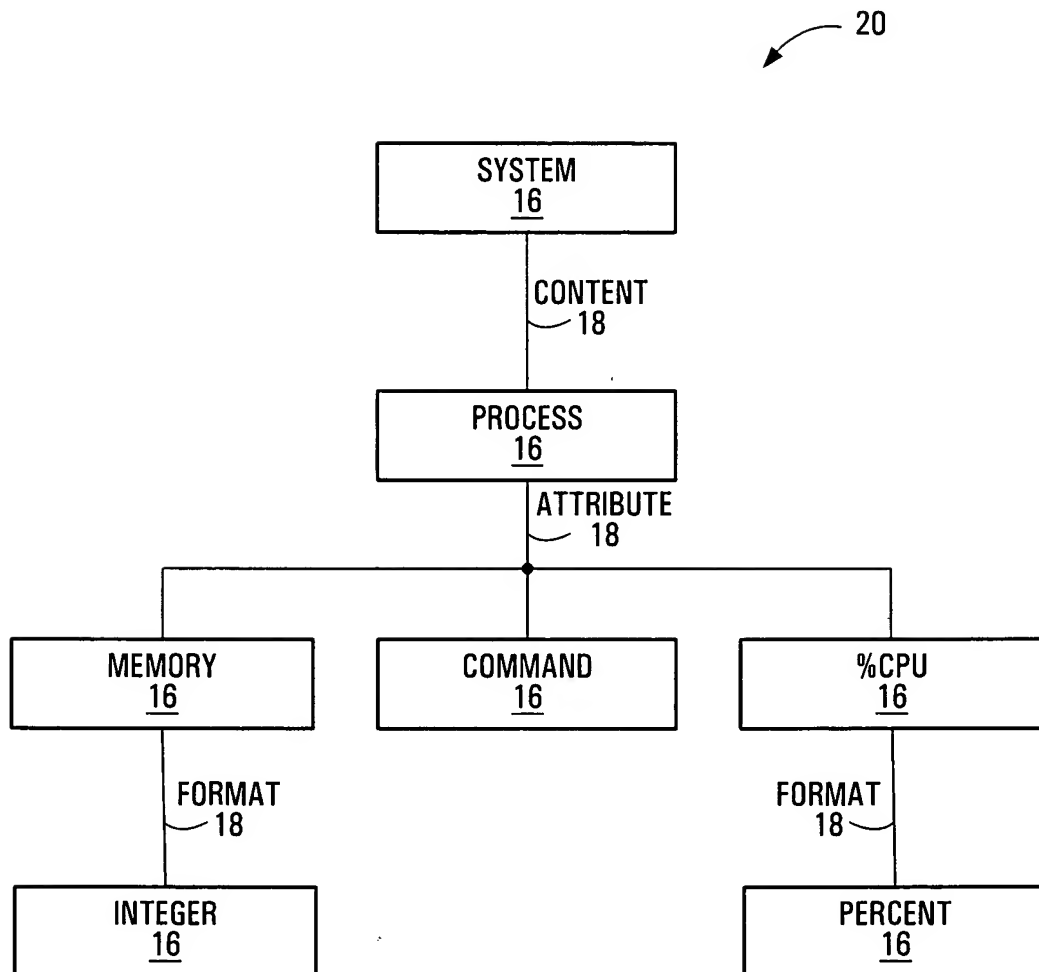 20
SYSTEM
16
CONTENT
18
PROCESS
16
ATTRIBUTE
18
MEMORY
16
COMMAND
16
%CPU
16
FORMAT
18
FORMAT
18
INTEGER
16
PERCENT
16